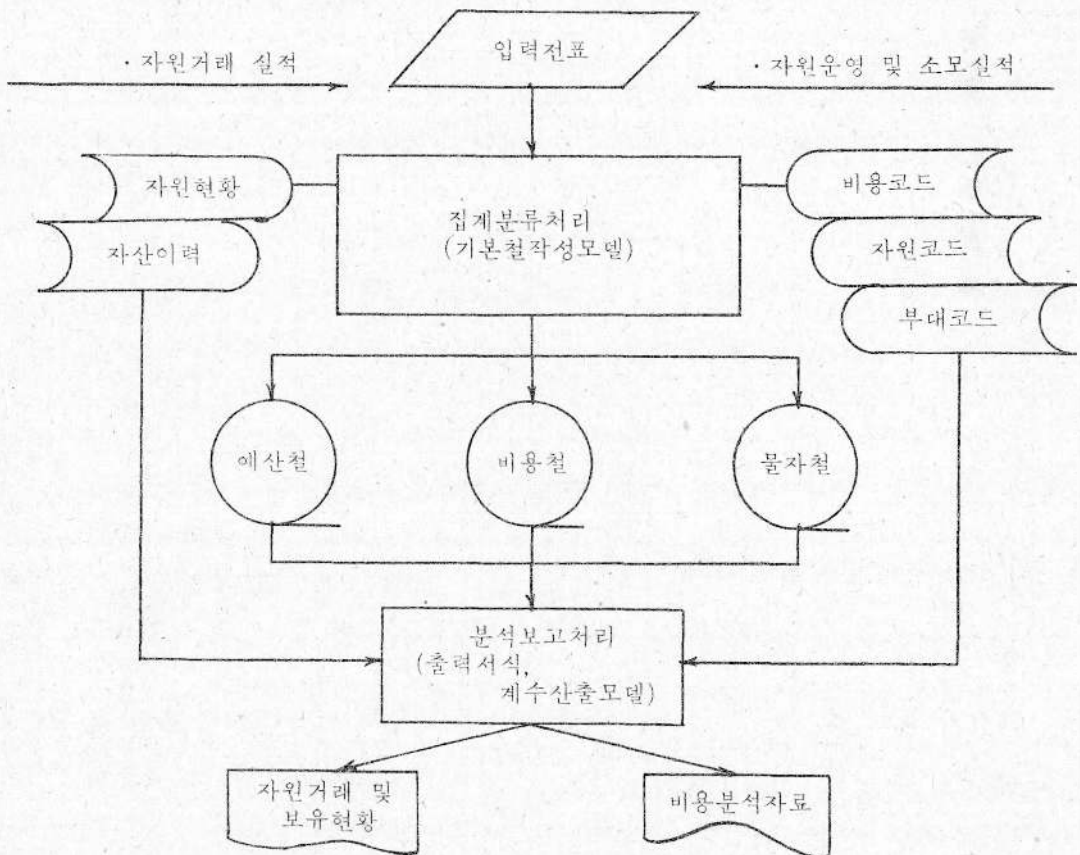 입력전표
· 자원거래 실적
· 자원운영 및 소모실적
자원현황
자산이력
집계분류처리
(기본철작성모델)
비용코드
자원코드
부대코드
예산철
비용철
물자철
분석보고처리
(출력서식,
계수산출모델)
자원거래 및
보유현황
비용분석자료